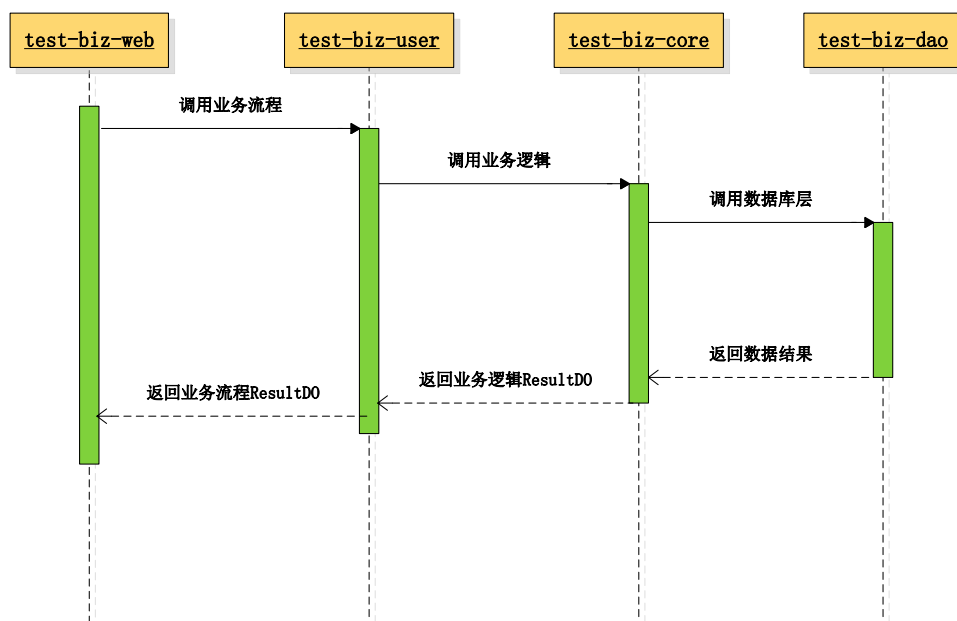 test-biz-web
test-biz-user
test-biz-core
test-biz-dao
调用业务流程
调用业务逻辑
调用数据库层
返回数据结果
返回业务逻辑ResultDO
返回业务流程ResultDO